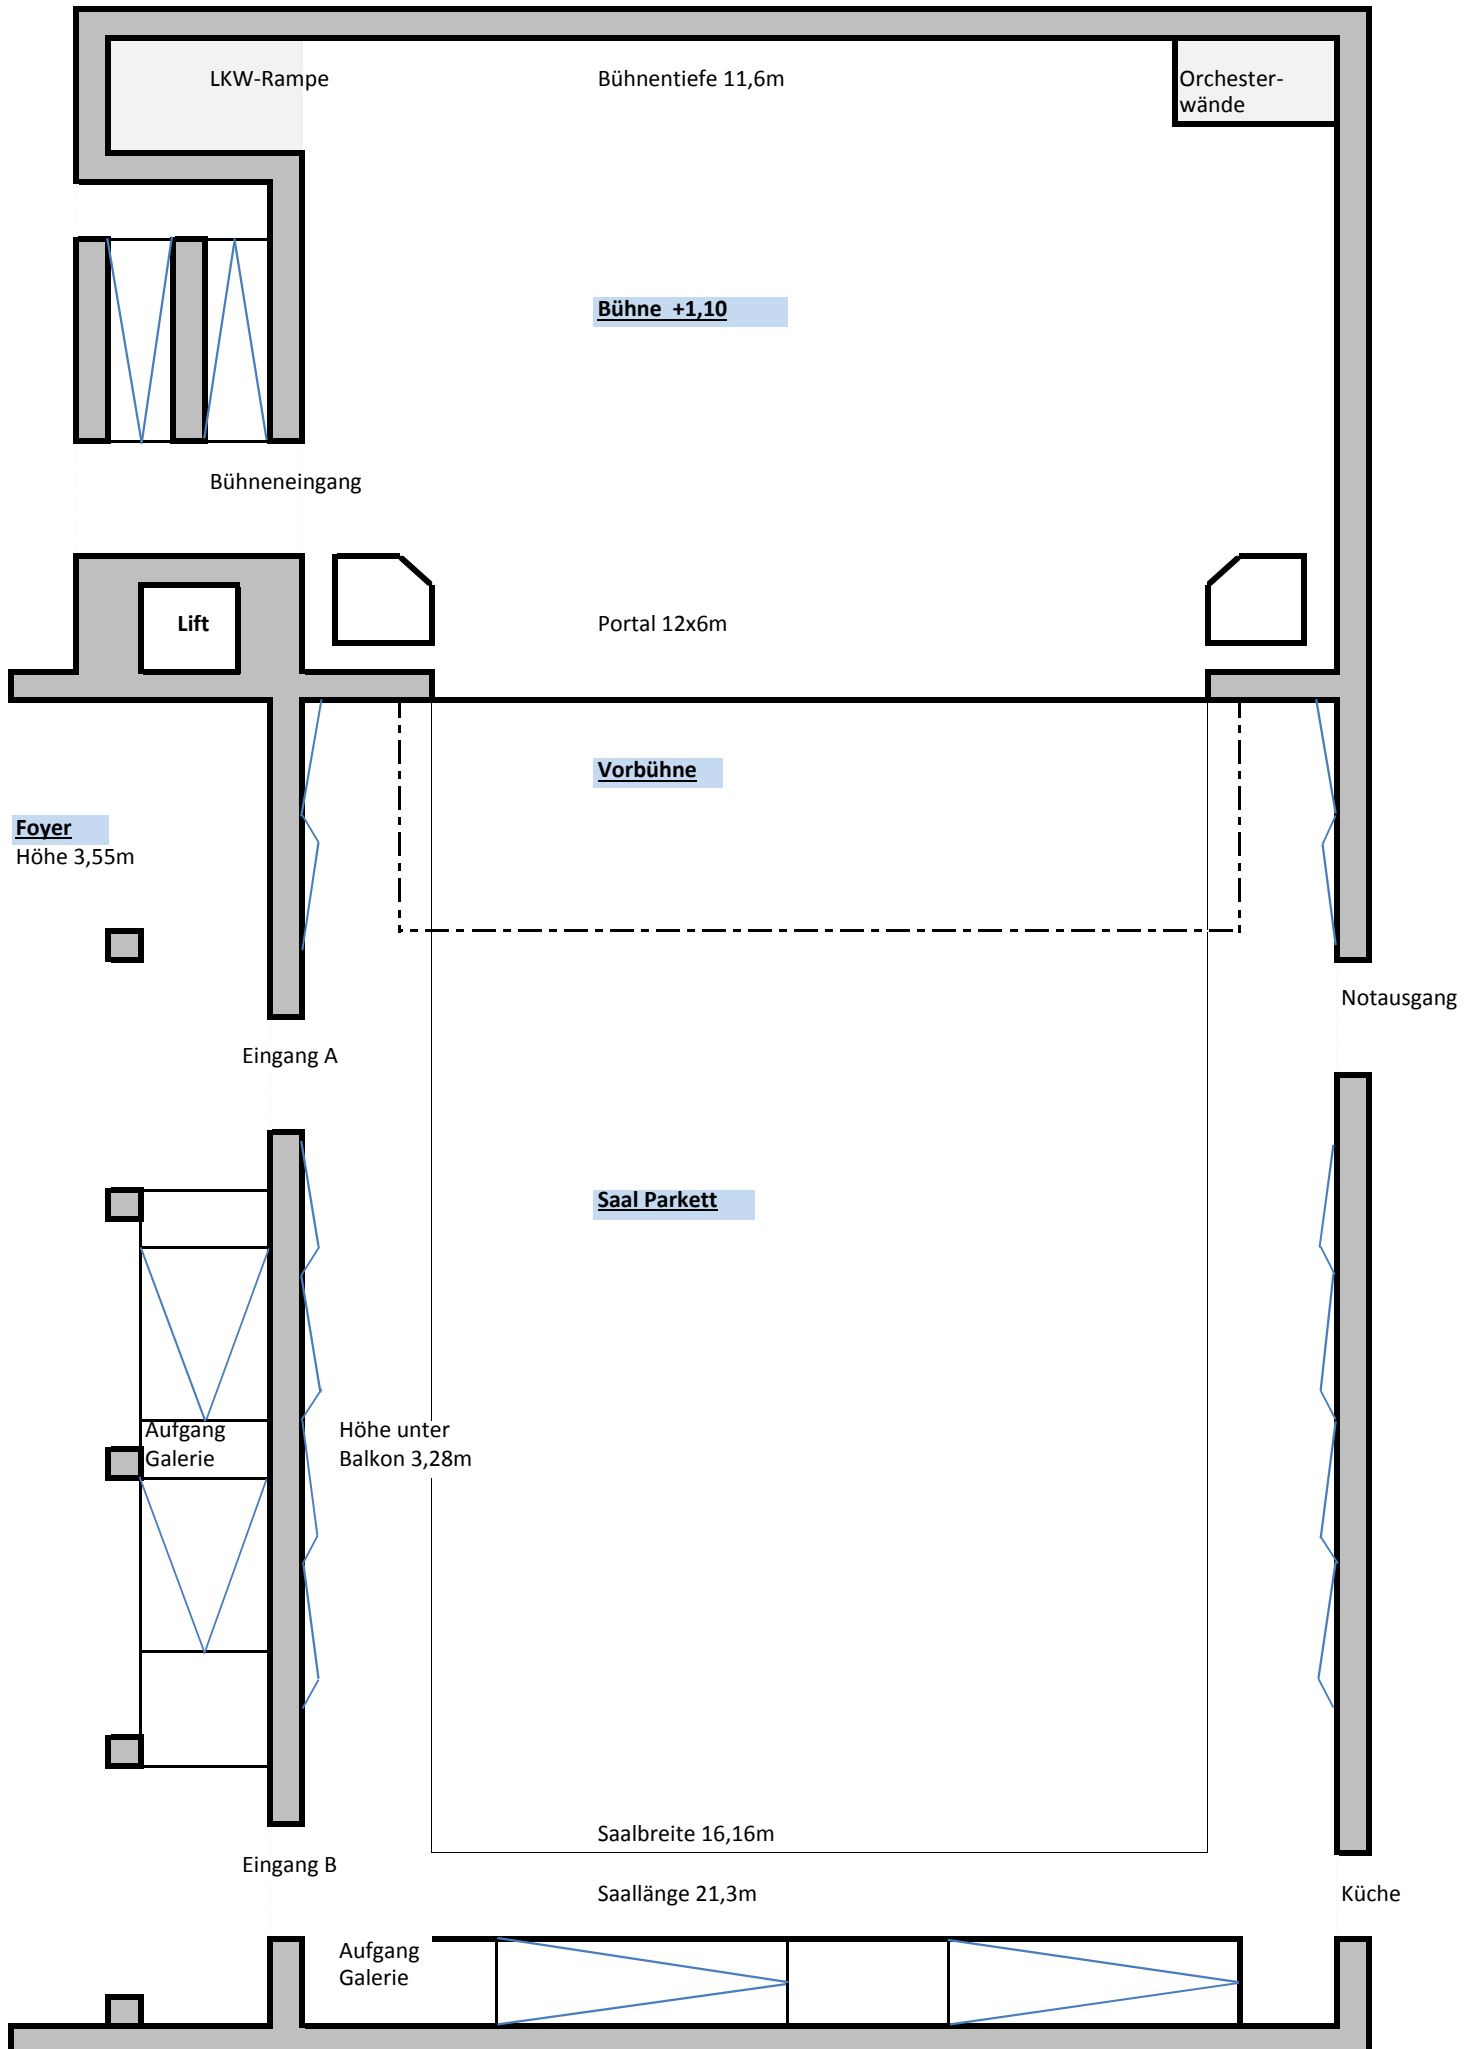 LKW-Rampe
Bühnentiefe 11,6m
Orchester-
wände
Bühne  +1,10
Bühneneingang
Lift
Portal 12x6m
Vorbühne
Foyer
Höhe 3,55m
Notausgang
Eingang A
Saal Parkett
Aufgang
Galerie
Höhe unter
Balkon 3,28m
Saalbreite 16,16m
Eingang B
Saallänge 21,3m
Küche
Aufgang
Galerie